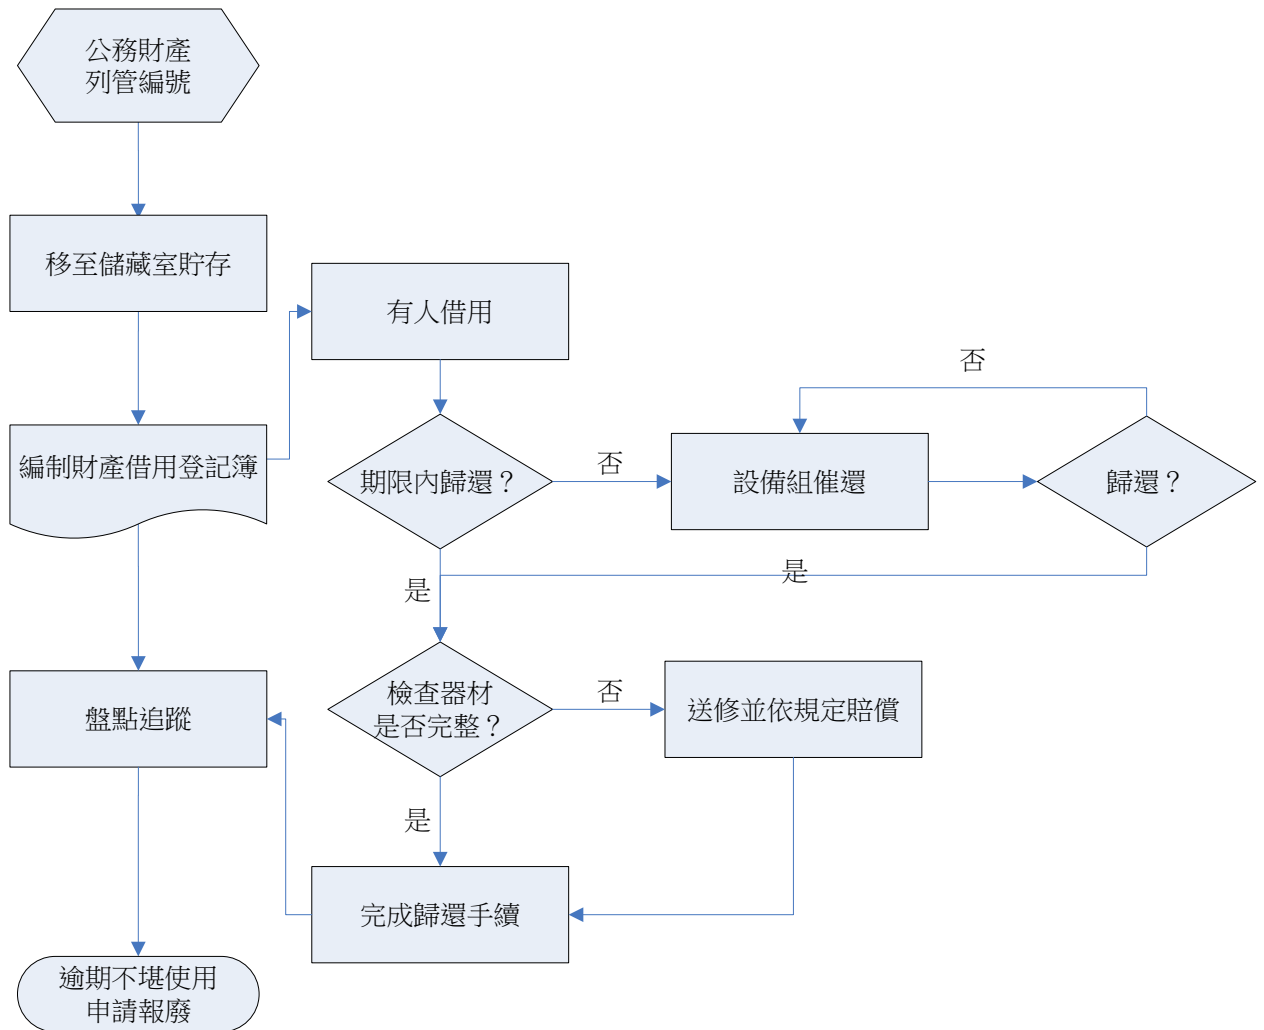 公務財產
列管編號
移至儲藏室貯存
有人借用
否
編制財產借用登記簿
期限內歸還？
否
設備組催還
歸還？
是
是
盤點追蹤
檢查器材
是否完整？
否
送修並依規定賠償
是
完成歸還手續
逾期不堪使用
申請報廢